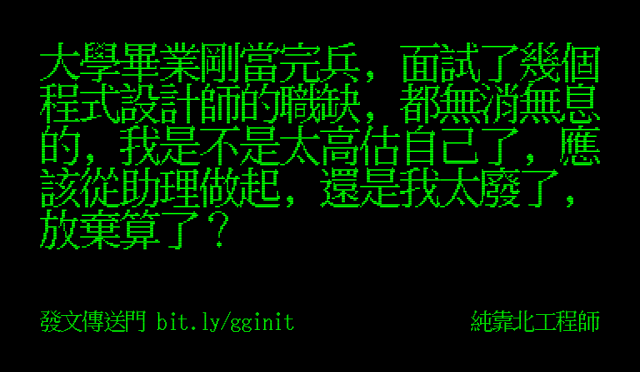 大學畢業剛當完兵，面試了幾個
程式設計師的職缺，都無消無息
的，我是不是太高估自己了，應
該從助理做起，還是我太廢了，
放棄算了？
發文傳送門 bit.ly/gginit
純靠北工程師